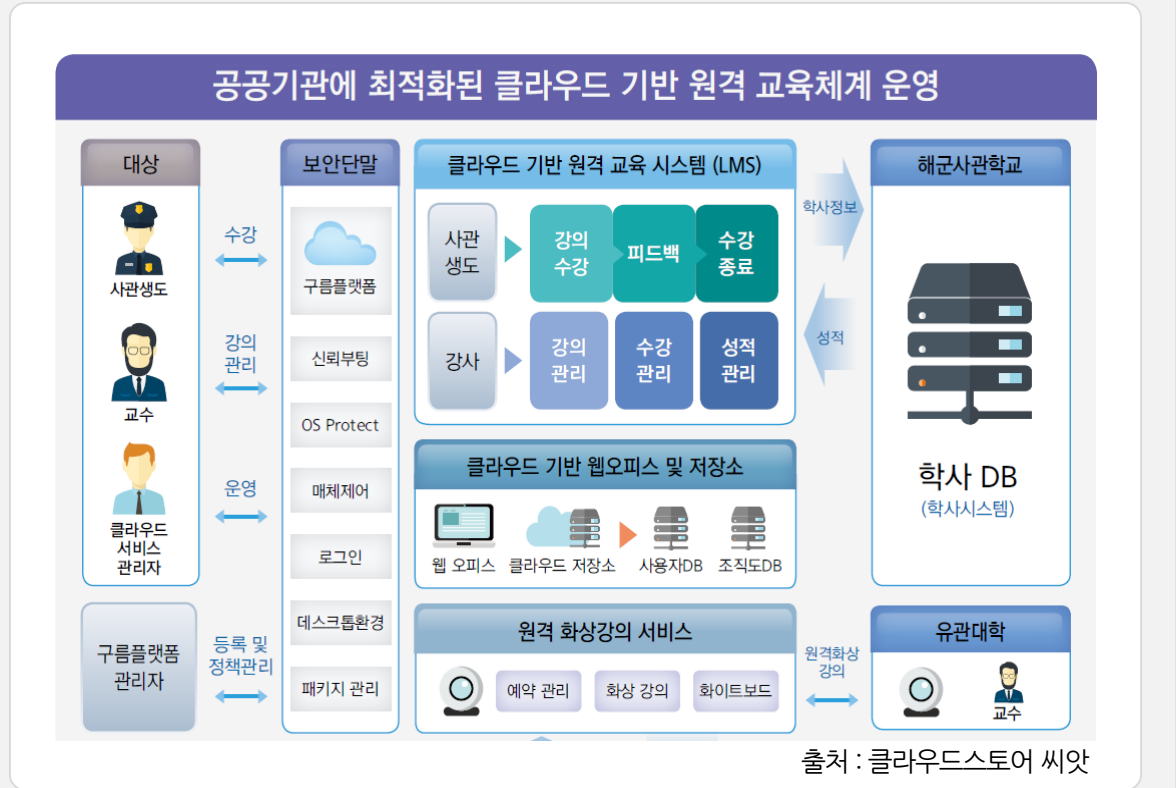 공공기관에 최적화된 클라우드 기반 원격 교육체계 운영
대상
사관생도
교수
클라우드
서비스
관리자
구름플랫폼
관리자
수강
강의
관리
운영
등록 및
정책관리
보안단말
구름플랫폼
신뢰부팅
OS Protect
매체제어
로그인
데스크톱환경
패키지 관리
클라우드 기반 원격 교육 시스템 (LMS)
사관
생도
강의
수강
피드백
수강
종료
강사
강의
관리
수강
관리
성적
관리
클라우드 기반 웹오피스 및 저장소
웹 오피스
클라우드 저장소
사용자DB
조직도DB
원격 화상강의 서비스
예약 관리
화상 강의
화이트보드
학사정보
성적
원격화상
강의
해군사관학교
학사 DB
(학사시스템)
유관대학
교수
출처 : 클라우드스토어 씨앗